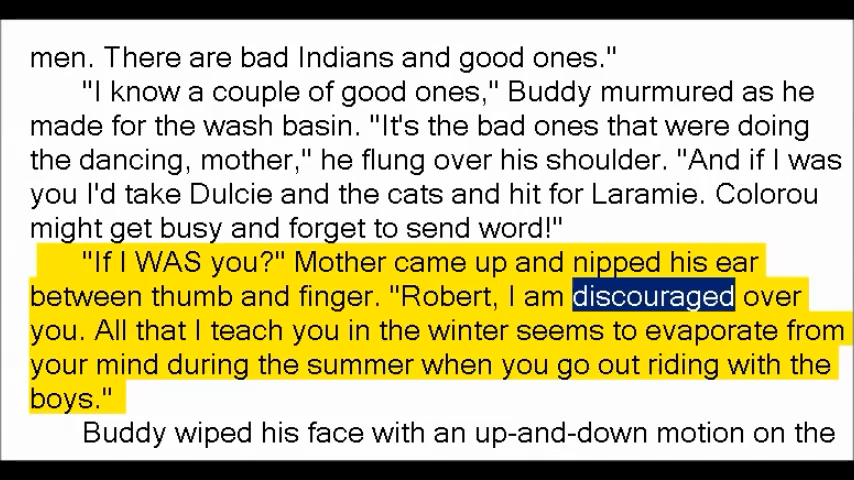 men. There are bad Indians and good ones."
"I know a couple of good ones," Buddy murmured as he
made for the wash basin. "It's the bad ones that were doing
the dancing, mother," he flung over his shoulder. "And if I was
you I'd take Dulcie and the cats and hit for Laramie. Colorou
might get busy and forget to send word!"
"If I WAS you?" Mother came up and nipped his ear
between thumb and finger. "Robert, I am discouraged over
you. All that I teach you in the winter seems to evaporate from
your mind during the summer when you go out riding with the
boys."
Buddy wiped his face with an up-and-down motion on the